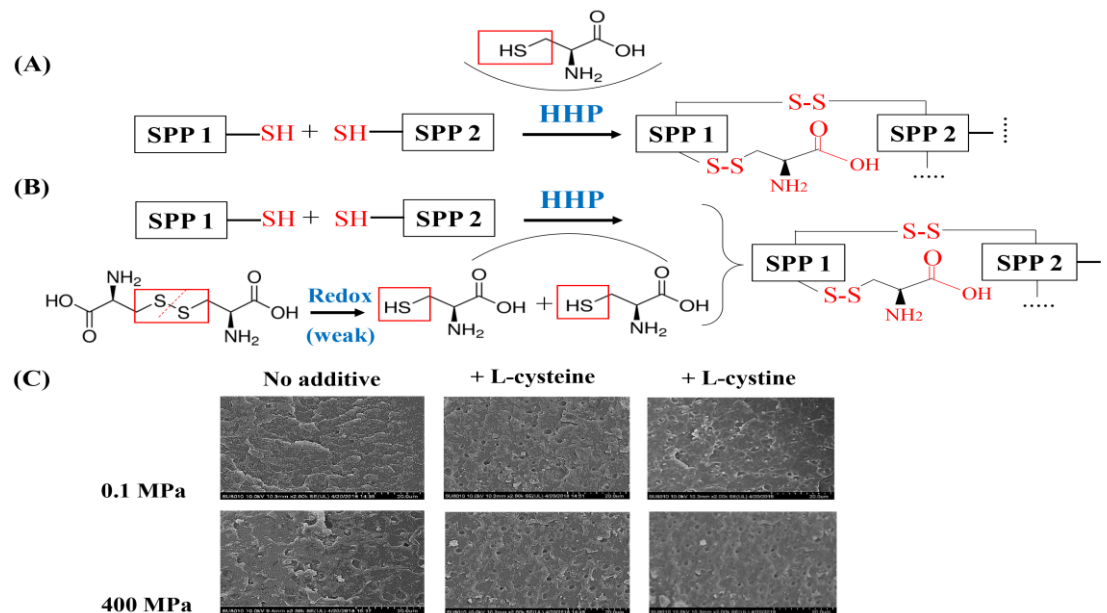 (A)
HS
O
OH
NH2
SPP 1
SH
+
SH
SPP 2
HHP
S-S
SPP 1
SPP 2
S-S
O
OH
NH2
(B)
SPP 1
SH
+
SH
SPP 2
HHP
S-S
SPP 1
SPP 2
S-S
O
OH
NH2
NH2
HO
O
S
S
O
OH
NH2
Redox
(weak)
HS
O
OH
NH2
+
HS
O
OH
NH2
(C)
No additive
+ L-cysteine
+ L-cystine
0.1 MPa
400 MPa